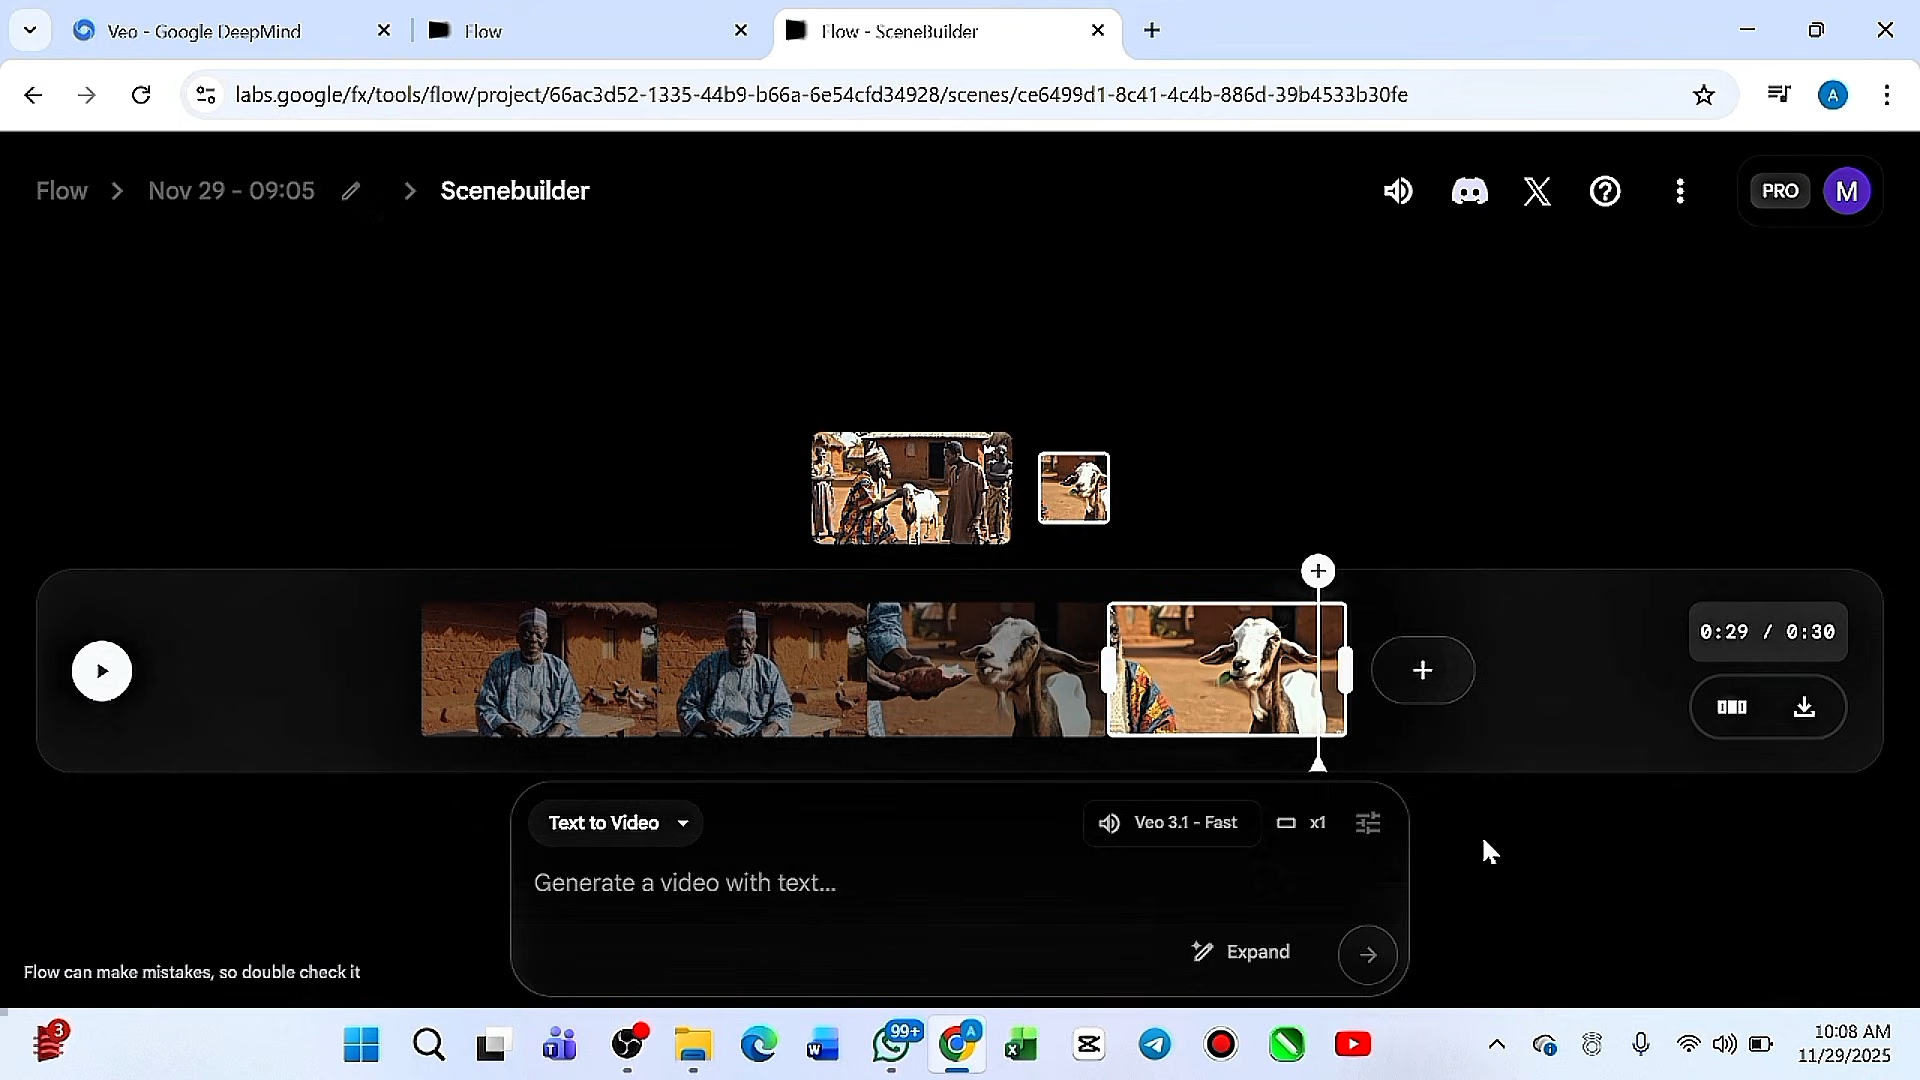 Veo - Google DeepMind
Flow
Flow - SceneBuilder
labs.google/fx/tools/flow/project/66ac3d52-1335-44b9-b66a-6e54cfd34928/scenes/ce6499d1-8c41-4c4b-886d-39b4533b30fe
A
Flow > Nov 29 - 09:05 > Scenebuilder
PRO M
0:29 / 0:30
Text to Video
Veo 3.1 - Fast
x1
Generate a video with text...
Expand
Flow can make mistakes, so double check it
3
99+
A
10:08 AM
11/29/2025